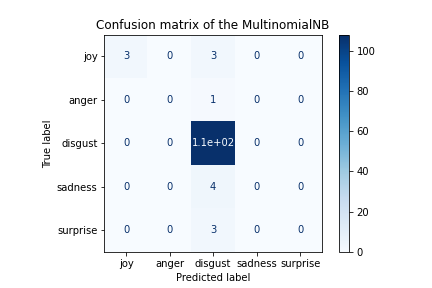 Confusion matrix of the MultinomialNB
joy 3 0 3 0 0
anger 0 0 1 0 0
disgust 0 0 1.1e+02 0 0
sadness 0 0 4 0 0
surprise 0 0 3 0 0
joy anger disgust sadness surprise
Predicted label
True label
100
80
60
40
20
0